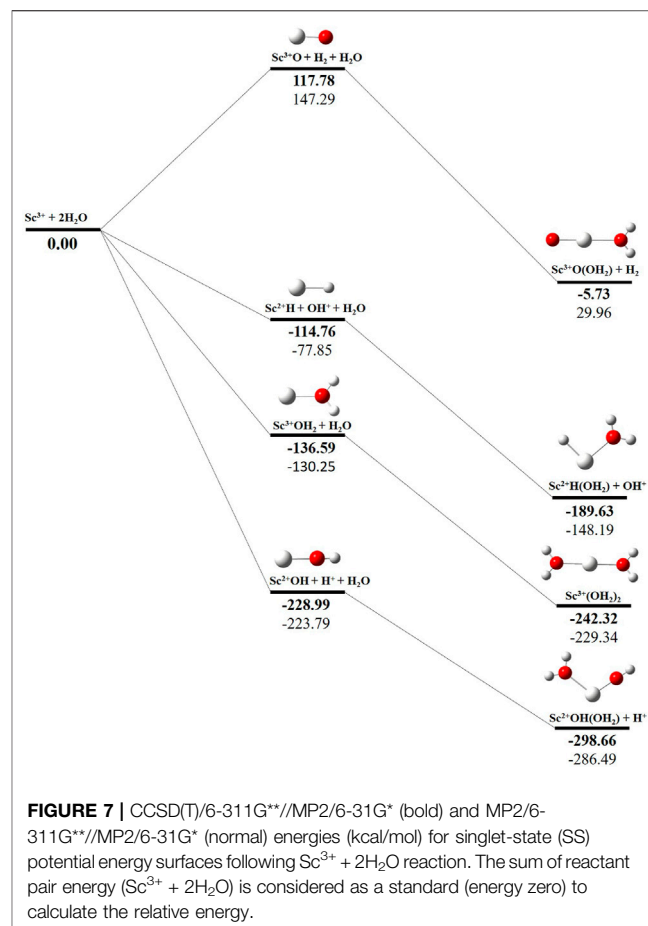 Sc³⁺O + H₂ + H₂O
117.78
147.29
Sc³⁺ + 2H₂O
0.00
Sc³⁺O(OH₂) + H₂
-5.73
29.96
Sc²⁺H + OH⁺ + H₂O
-114.76
-77.85
Sc³⁺OH₂ + H₂O
-136.59
-130.25
Sc²⁺H(OH₂) + OH⁺
-189.63
-148.19
Sc²⁺OH + H⁺ + H₂O
-228.99
-223.79
Sc³⁺(OH₂)₂
-242.32
-229.34
Sc²⁺OH(OH₂) + H⁺
-298.66
-286.49
FIGURE 7 | CCSD(T)/6-311G**//MP2/6-31G* (bold) and MP2/6-
311G**//MP2/6-31G* (normal) energies (kcal/mol) for singlet-state (SS)
potential energy surfaces following Sc³⁺ + 2H₂O reaction. The sum of reactant
pair energy (Sc³⁺ + 2H₂O) is considered as a standard (energy zero) to
calculate the relative energy.